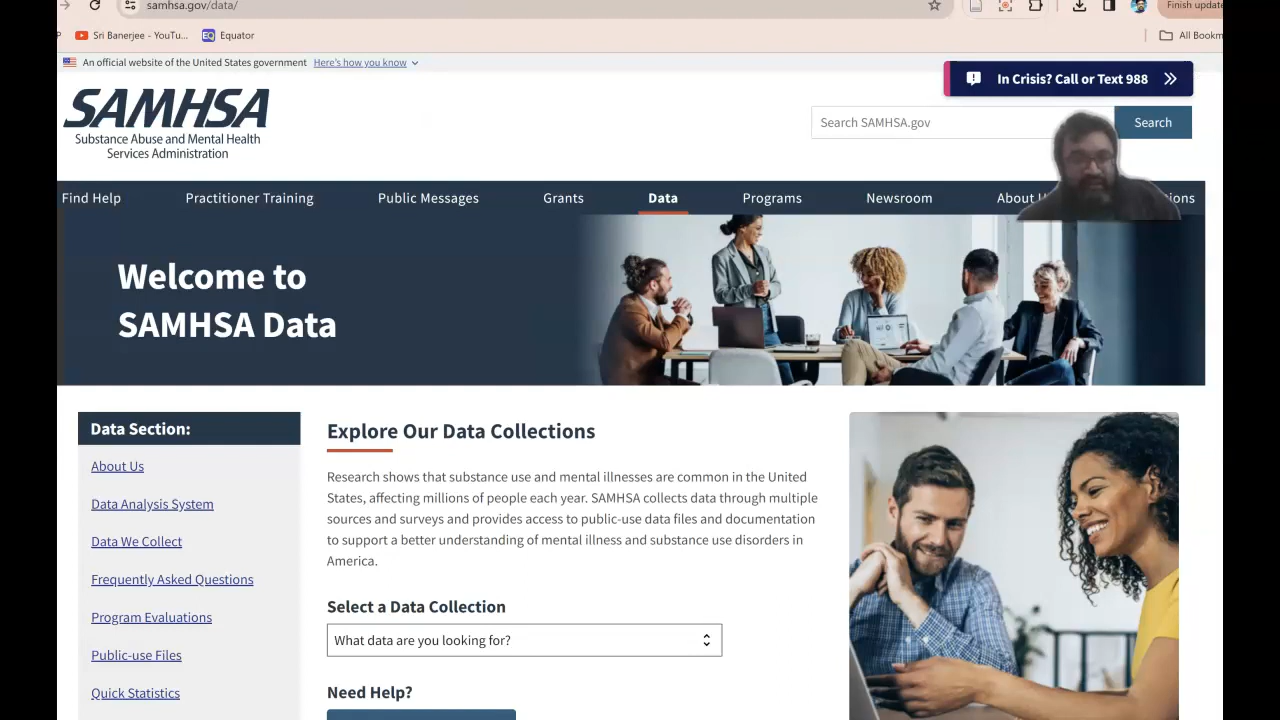 samhsa.gov/data/
Finish update
Sri Banerjee - YouTu...
Equator
All Bookm
An official website of the United States government Here's how you know
In Crisis? Call or Text 988
SAMHSA
Substance Abuse and Mental Health
Services Administration
Search SAMHSA.gov
Search
Find Help Practitioner Training Public Messages Grants Data Programs Newsroom About U ions
Welcome to
SAMHSA Data
Data Section:
About Us
Data Analysis System
Data We Collect
Frequently Asked Questions
Program Evaluations
Public-use Files
Quick Statistics
Explore Our Data Collections
Research shows that substance use and mental illnesses are common in the United
States, affecting millions of people each year. SAMHSA collects data through multiple
sources and surveys and provides access to public-use data files and documentation
to support a better understanding of mental illness and substance use disorders in
America.
Select a Data Collection
What data are you looking for?
Need Help?